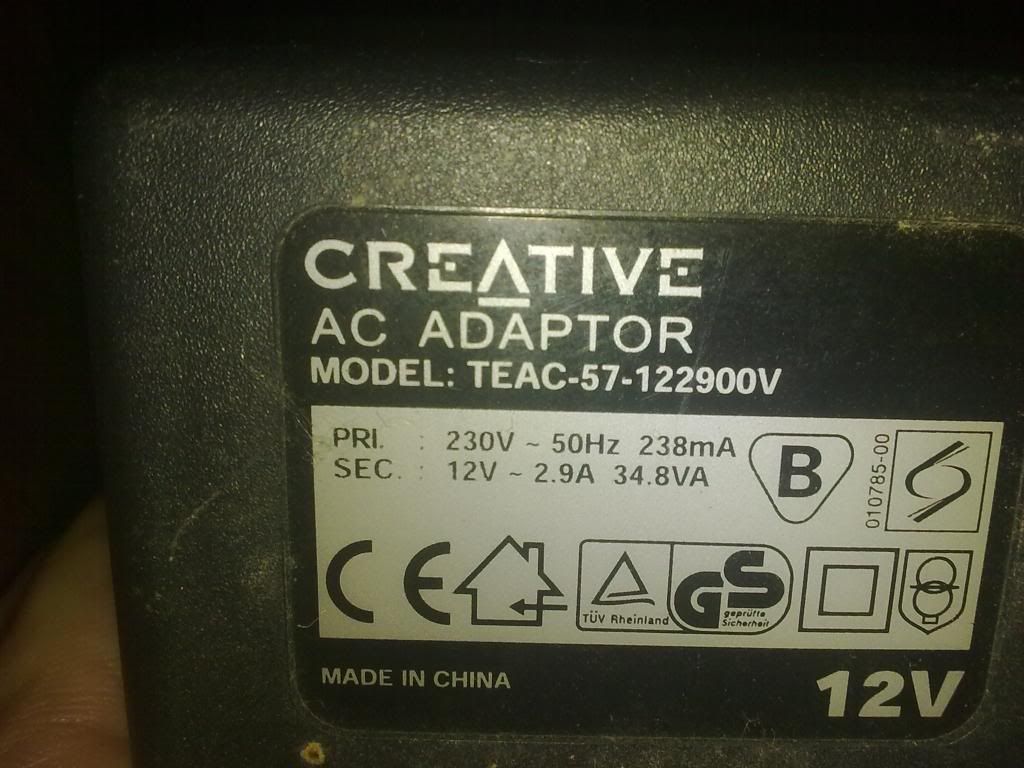 CREATIVE
AC ADAPTOR
MODEL: TEAC-57-122900V
PRI. : 230V ~ 50Hz 238mA
SEC. : 12V ~ 2.9A 34.8VA
B
010785-00
S
CE
TÜV Rheinland
GS
geprüfte
Sicherheit
MADE IN CHINA
12V